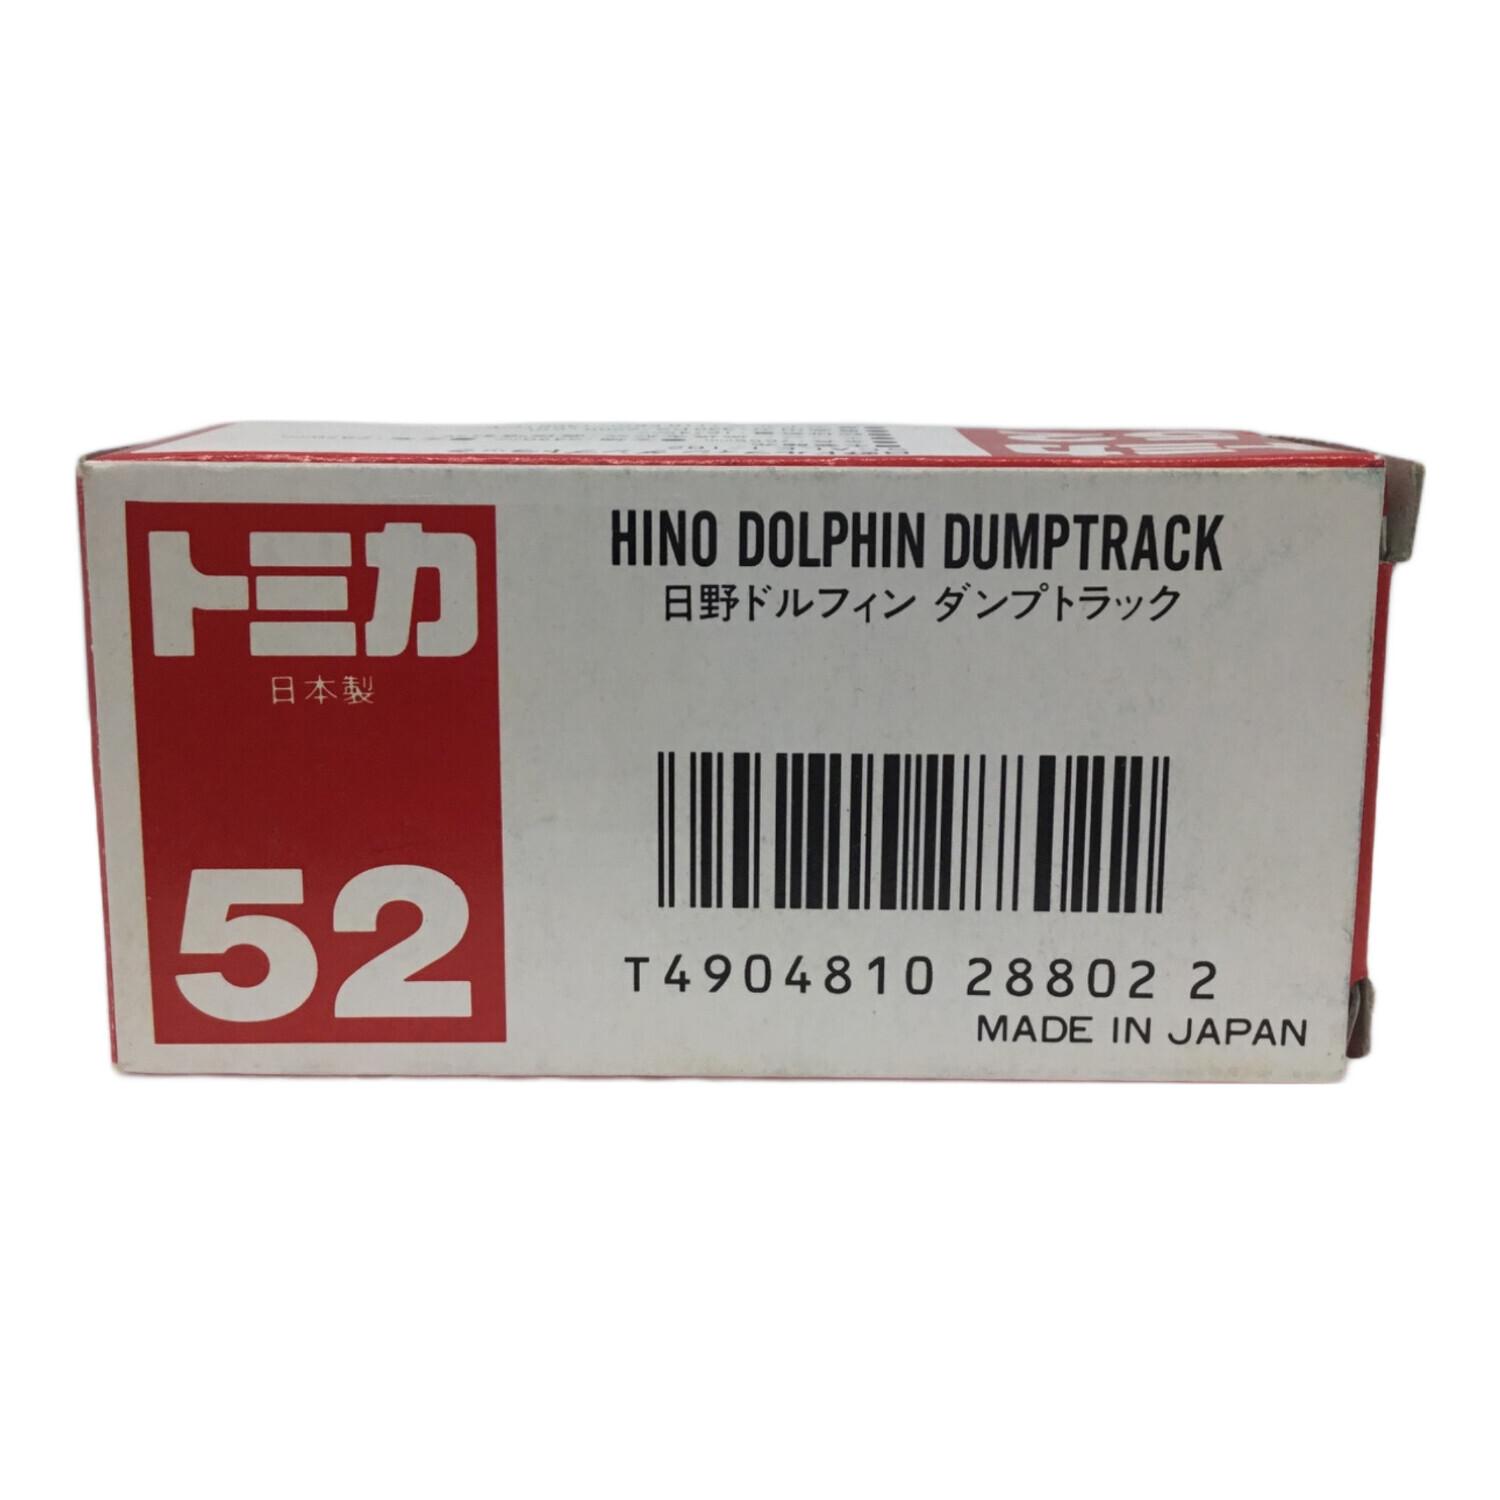 トミカ
日本製
52
HINO DOLPHIN DUMPTRACK
日野ドルフィン ダンプトラック
T4904810 28802 2
MADE IN JAPAN